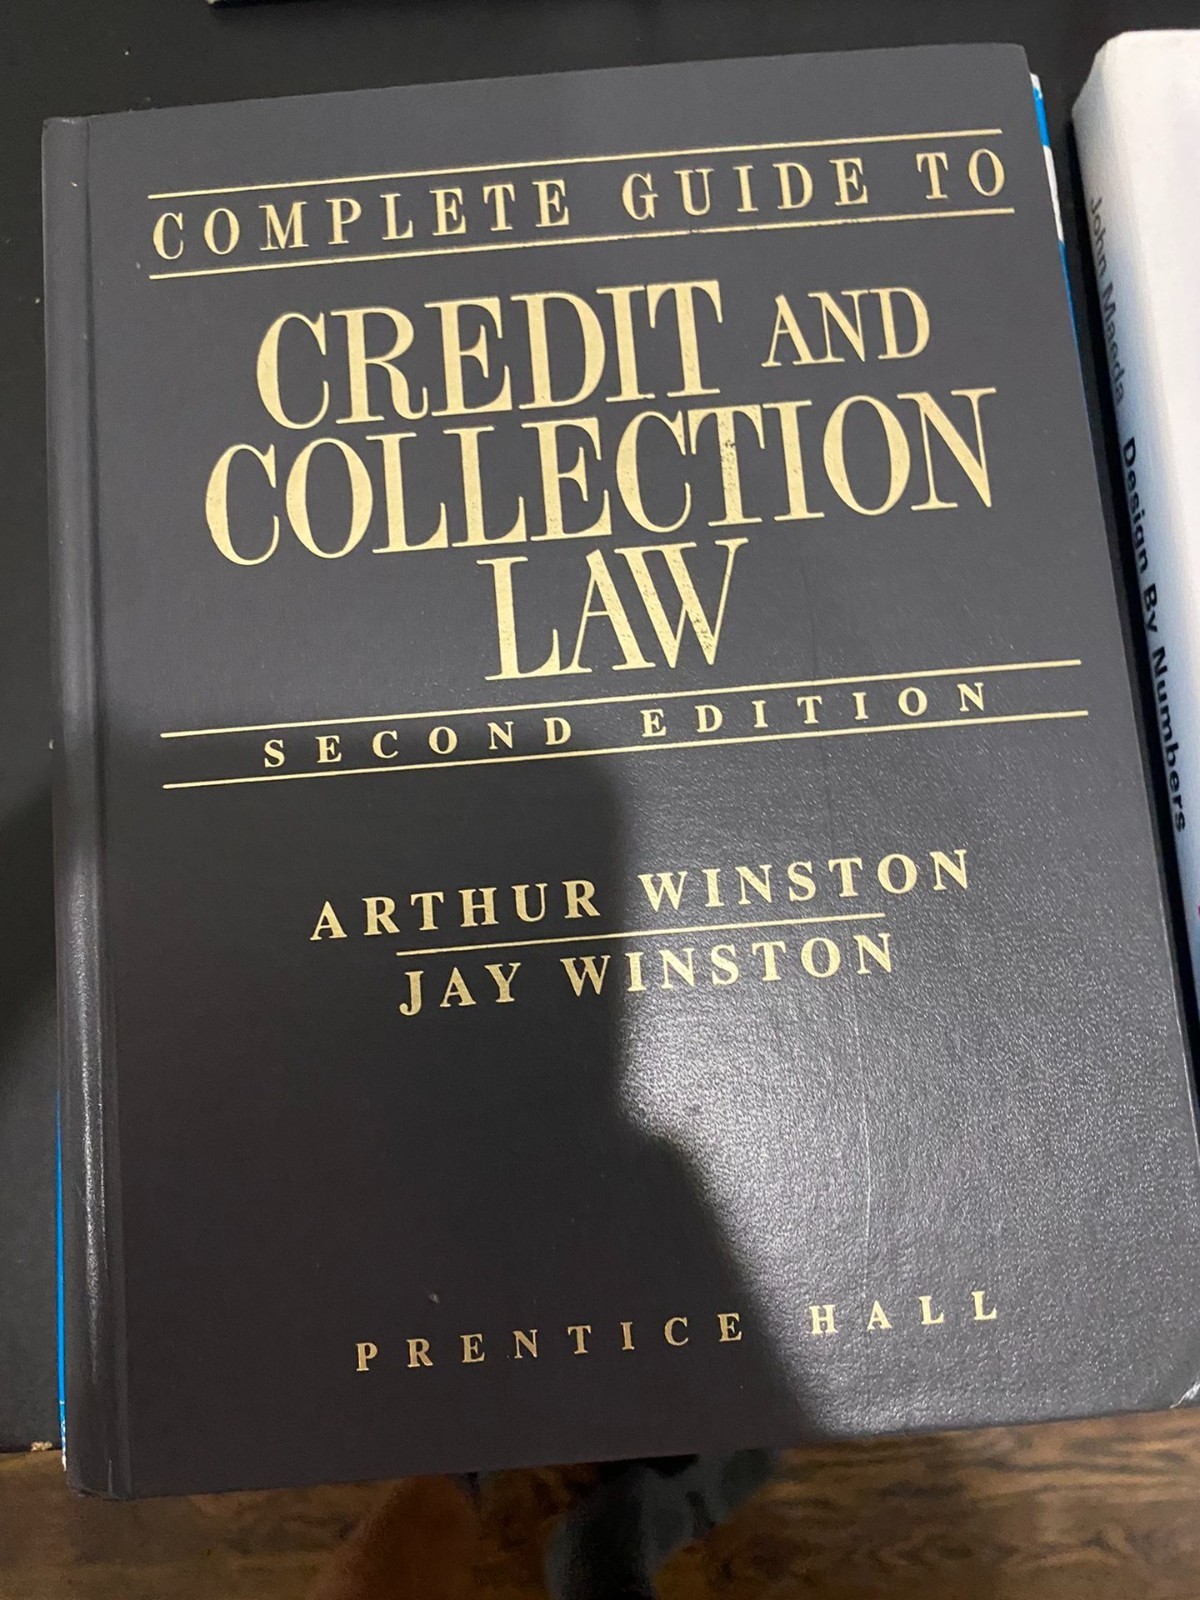 COMPLETE GUIDE TO
CREDIT AND
COLLECTION
LAW
SECOND EDITION
ARTHUR WINSTON
JAY WINSTON
PRENTICE HALL
John Maeda Design By Numbers